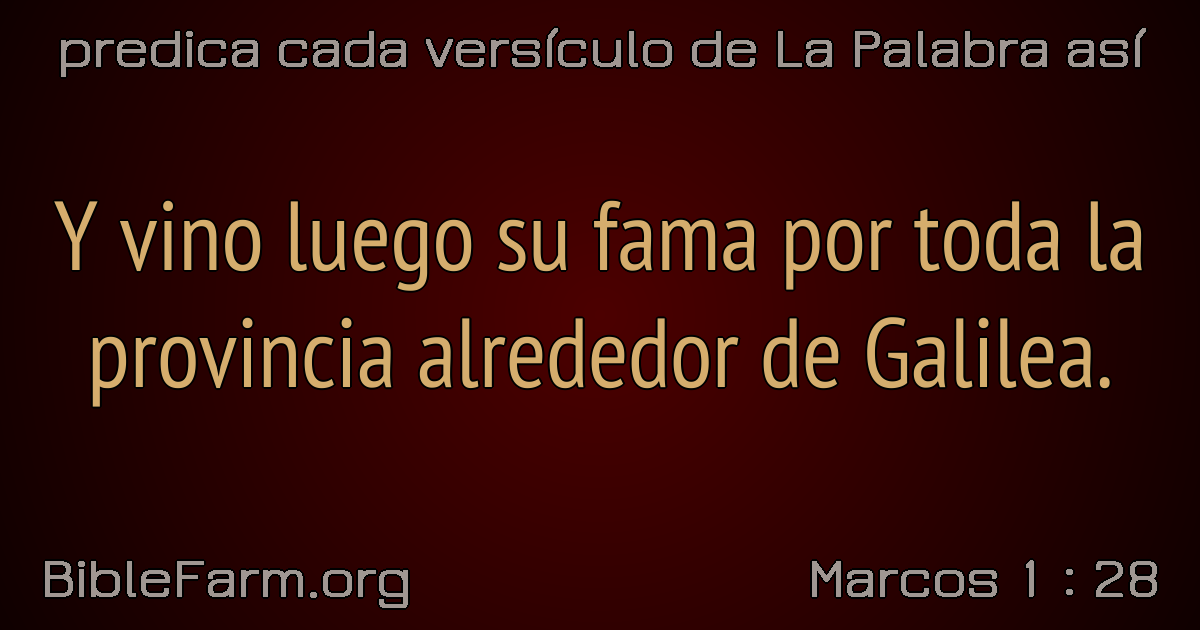 predica cada versículo de La Palabra así
Y vino luego su fama por toda la
provincia alrededor de Galilea.
BibleFarm.org
Marcos 1 : 28